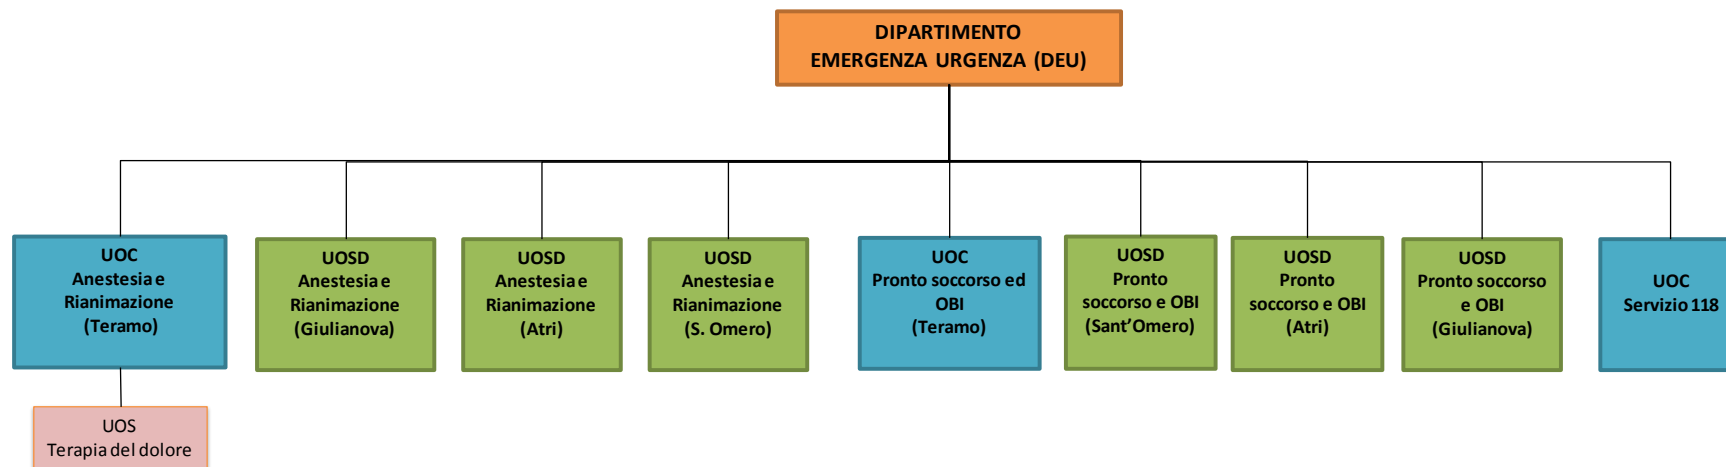 DIPARTIMENTO
EMERGENZA URGENZA (DEU)
UOC
Anestesia e
Rianimazione
(Teramo)
UOSD
Anestesia e
Rianimazione
(Giulianova)
UOSD
Anestesia e
Rianimazione
(Atri)
UOSD
Anestesia e
Rianimazione
(S. Omero)
UOC
Pronto soccorso ed
OBI
(Teramo)
UOSD
Pronto
soccorso e OBI
(Sant'Omero)
UOSD
Pronto
soccorso e OBI
(Atri)
UOSD
Pronto soccorso
e OBI
(Giulianova)
UOC
Servizio 118
UOS
Terapia del dolore